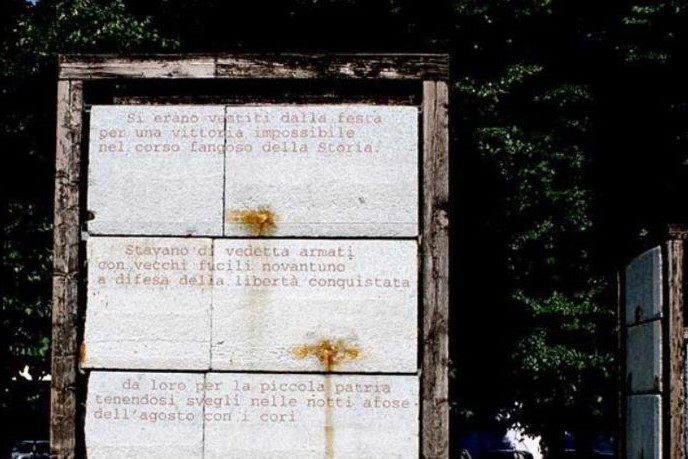 Si erano vestiti dalla festa
per una vittoria impossibile
nel corso fangoso della Storia.
Stavano di vedetta armati
con vecchi fucili novantuno
a difesa della libertà conquistata
da loro per la piccola patria
tenendosi svegli nelle notti afose
dell'agosto con i cori